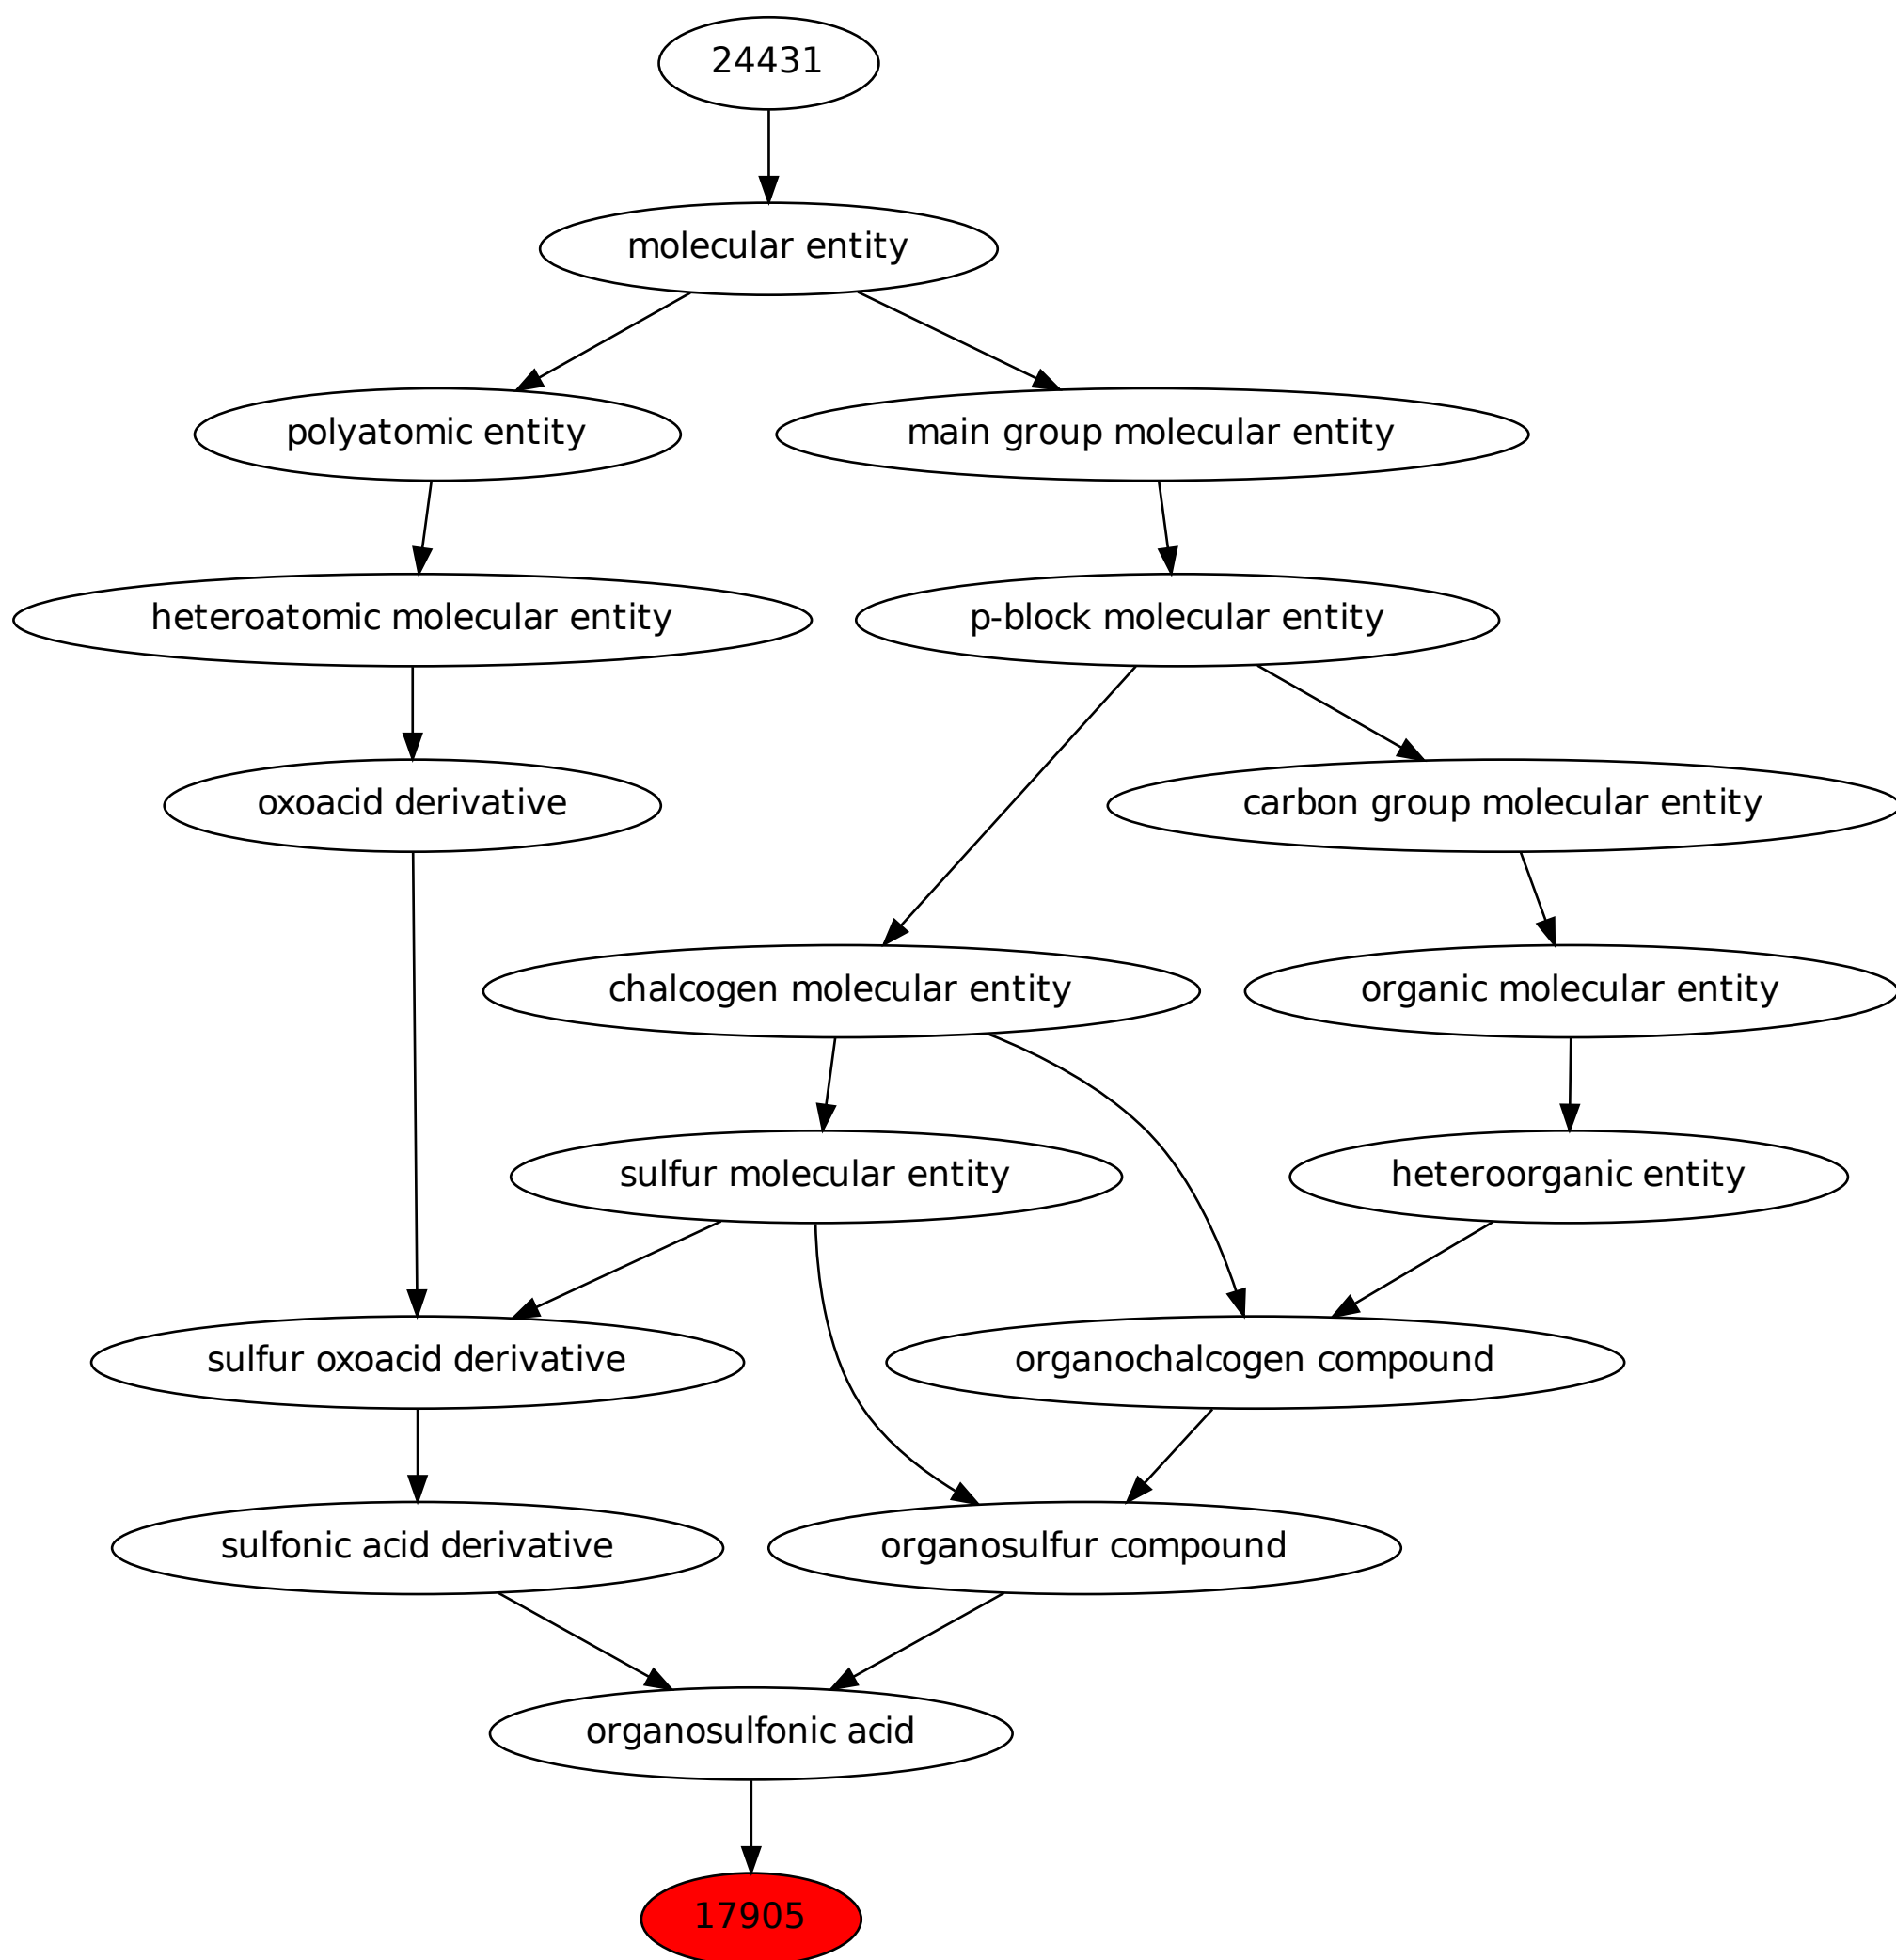 24431
molecular entity
polyatomic entity
main group molecular entity
heteroatomic molecular entity
p-block molecular entity
oxoacid derivative
carbon group molecular entity
chalcogen molecular entity
organic molecular entity
sulfur molecular entity
heteroorganic entity
sulfur oxoacid derivative
organochalcogen compound
sulfonic acid derivative
organosulfur compound
organosulfonic acid
17905